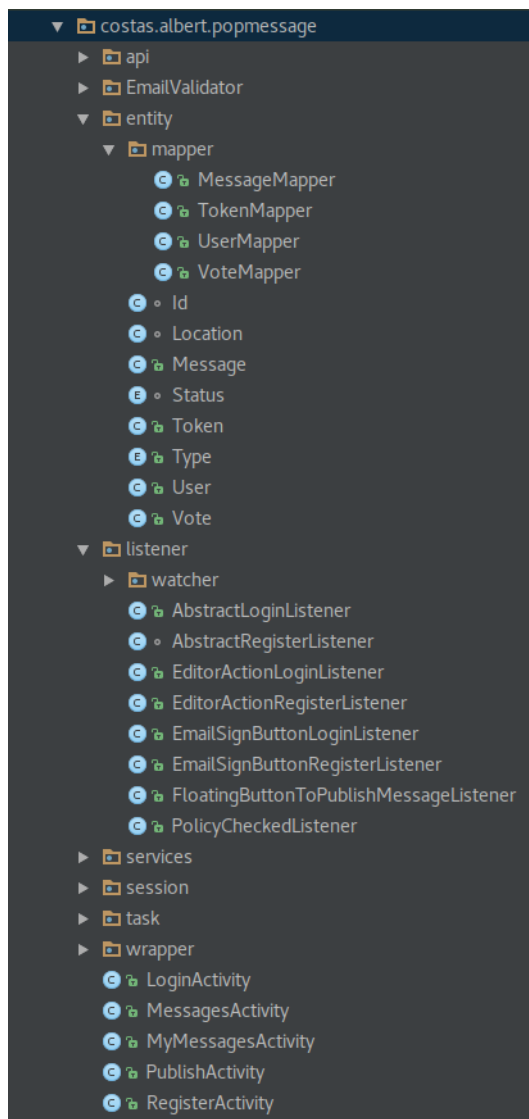 costas.albert.popmessage
api
EmailValidator
entity
mapper
C MessageMapper
C TokenMapper
C UserMapper
C VoteMapper
C Id
C Location
C Message
E Status
C Token
E Type
C User
C Vote
listener
watcher
C AbstractLoginListener
C AbstractRegisterListener
C EditorActionLoginListener
C EditorActionRegisterListener
C EmailSignButtonLoginListener
C EmailSignButtonRegisterListener
C FloatingButtonToPublishMessageListener
C PolicyCheckedListener
services
session
task
wrapper
C LoginActivity
C MessagesActivity
C MyMessagesActivity
C PublishActivity
C RegisterActivity